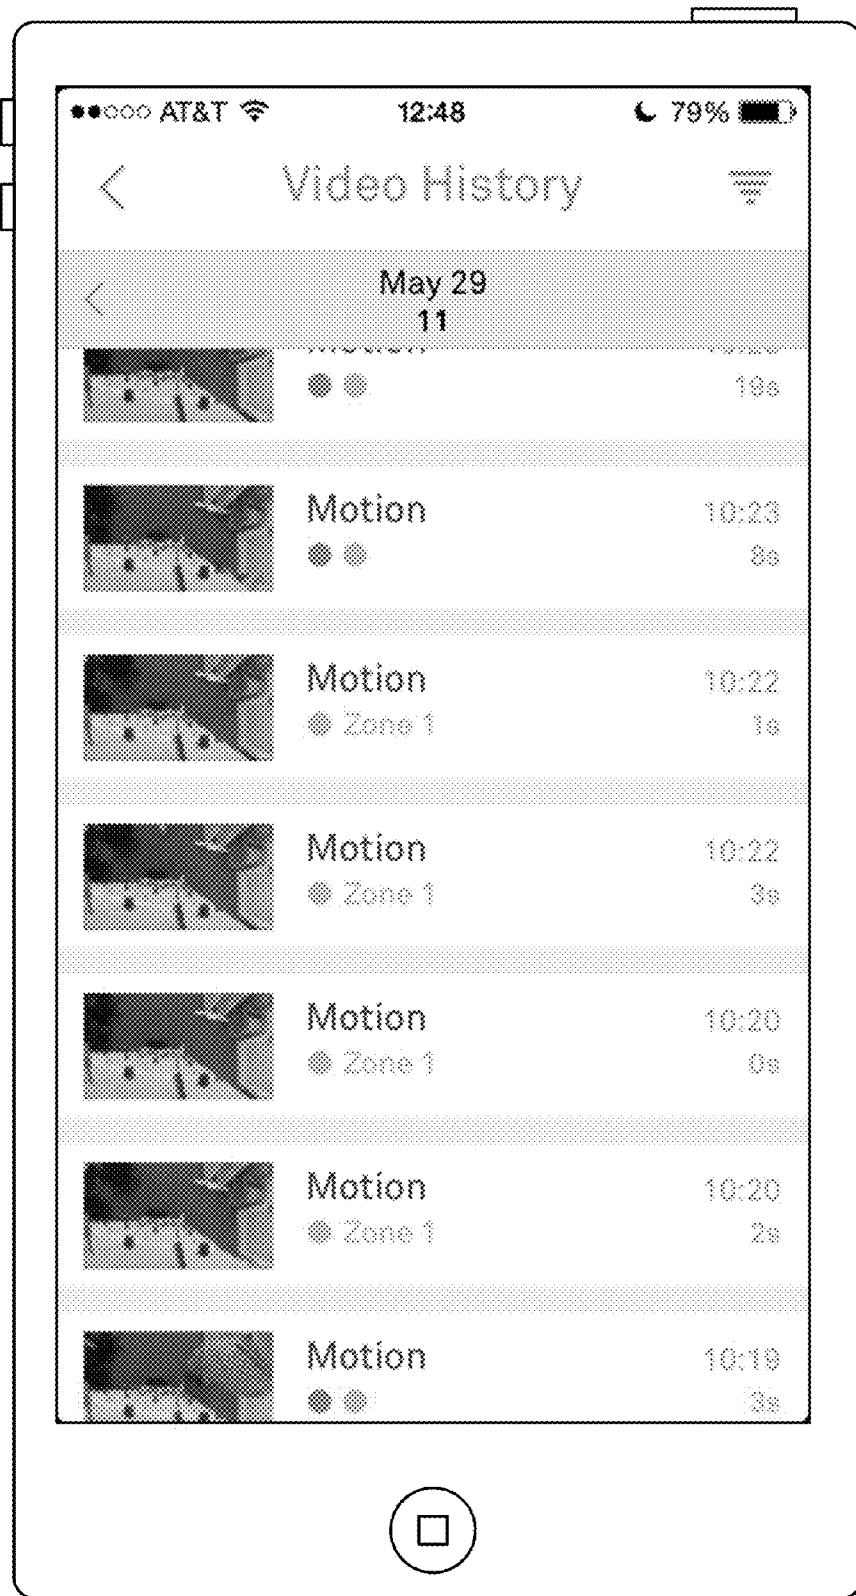 AT&T 12:48 79%
Video History
May 29
11
19s
Motion 10:23
8s
Motion 10:22
Zone 1 1s
Motion 10:22
Zone 1 3s
Motion 10:20
Zone 1 0s
Motion 10:20
Zone 1 2s
Motion 10:19
3s